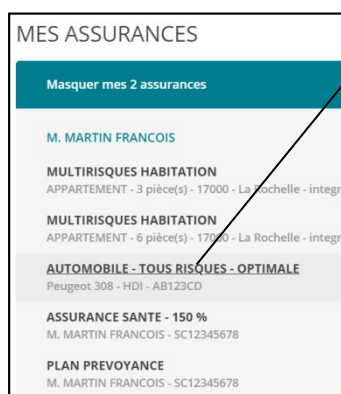 MES ASSURANCES
Masquer mes 2 assurances
M. MARTIN FRANCOIS
MULTIRISQUES HABITATION
APPARTEMENT - 3 pièce(s) - 17000 - La Rochelle - integr
MULTIRISQUES HABITATION
APPARTEMENT - 6 pièce(s) - 17000 - La Rochelle - integr
AUTOMOBILE - TOUS RISQUES - OPTIMALE
Peugeot 308 - HDI - AB123CD
ASSURANCE SANTE - 150 %
M. MARTIN FRANCOIS - SC12345678
PLAN PREVOYANCE
M. MARTIN FRANCOIS - SC12345678